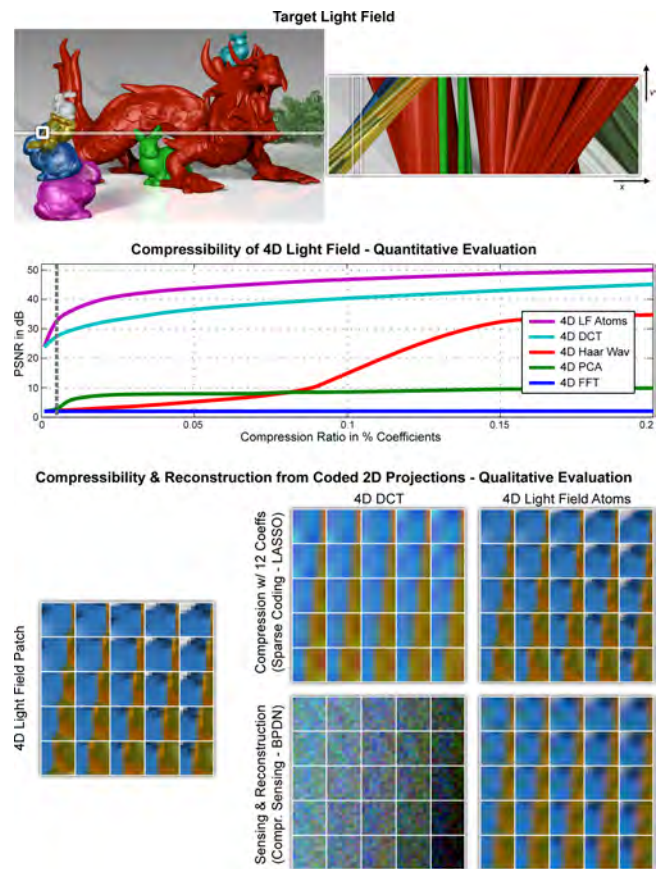 Target Light Field
v
x
Compressibility of 4D Light Field - Quantitative Evaluation
PSNR in dB
50
40
30
20
10
0
4D LF Atoms
4D DCT
4D Haar Wav
4D PCA
4D FFT
0 0.05 0.1 0.15 0.2
Compression Ratio in % Coefficients
Compressibility & Reconstruction from Coded 2D Projections - Qualitative Evaluation
4D DCT 4D Light Field Atoms
4D Light Field Patch
Compression w/ 12 Coeffs
(Sparse Coding - LASSO)
Sensing & Reconstruction
(Compr. Sensing - BPDN)